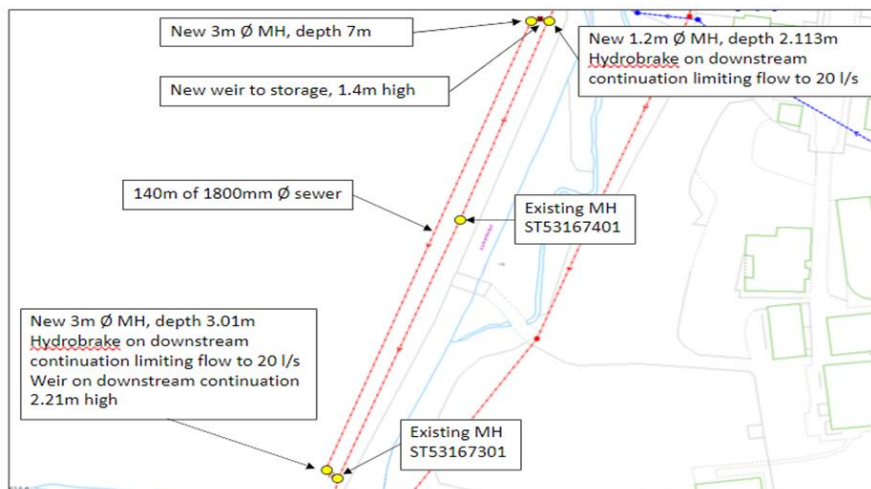 New 3m Ø MH, depth 7m
New 1.2m Ø MH, depth 2.113m
Hydrobrake on downstream
continuation limiting flow to 20 l/s
New weir to storage, 1.4m high
140m of 1800mm Ø sewer
Existing MH
ST53167401
New 3m Ø MH, depth 3.01m
Hydrobrake on downstream
continuation limiting flow to 20 l/s
Weir on downstream continuation
2.21m high
Existing MH
ST53167301